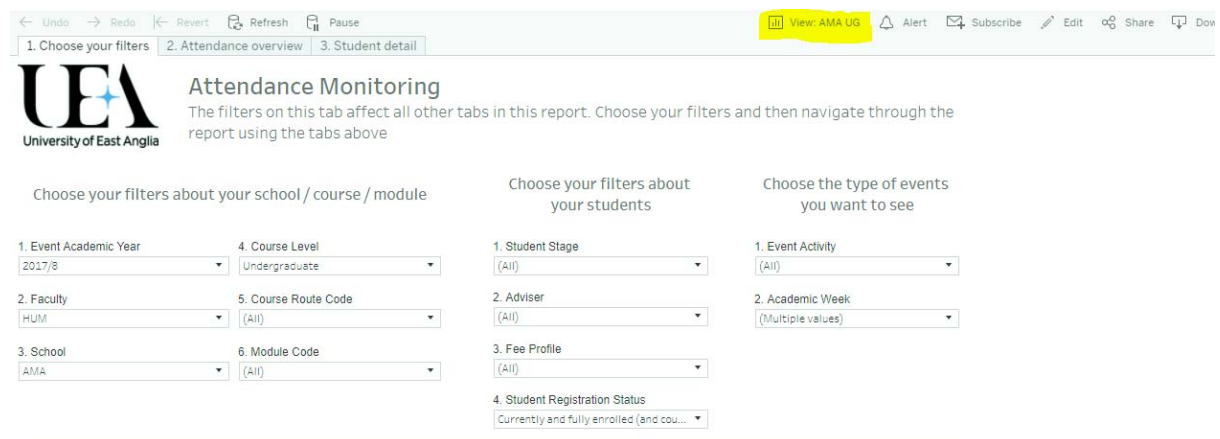 Undo Redo Revert Refresh Pause View: AMA UG Alert Subscribe Edit Share
1. Choose your filters 2. Attendance overview 3. Student detail
UEA
University of East Anglia
Attendance Monitoring
The filters on this tab affect all other tabs in this report. Choose your filters and then navigate through the
report using the tabs above
Choose your filters about your school / course / module
1. Event Academic Year
2017/8
2. Faculty
HUM
3. School
AMA
4. Course Level
Undergraduate
5. Course Route Code
(All)
6. Module Code
(All)
Choose your filters about
your students
1. Student Stage
(All)
2. Adviser
(All)
3. Fee Profile
(All)
4. Student Registration Status
Currently and fully enrolled (and cou...
Choose the type of events
you want to see
1. Event Activity
(All)
2. Academic Week
(Multiple values)